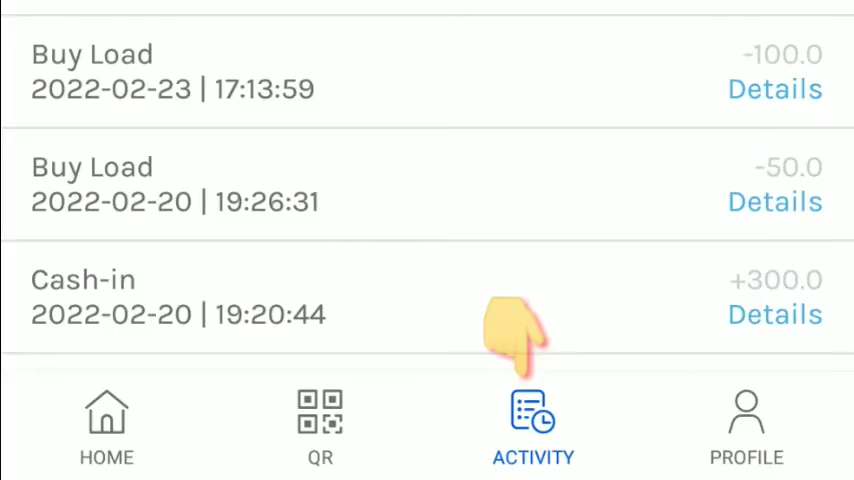 Buy Load
-100.0
2022-02-23 | 17:13:59
Details
Buy Load
-50.0
2022-02-20 | 19:26:31
Details
Cash-in
+300.0
2022-02-20 | 19:20:44
Details
HOME
QR
ACTIVITY
PROFILE